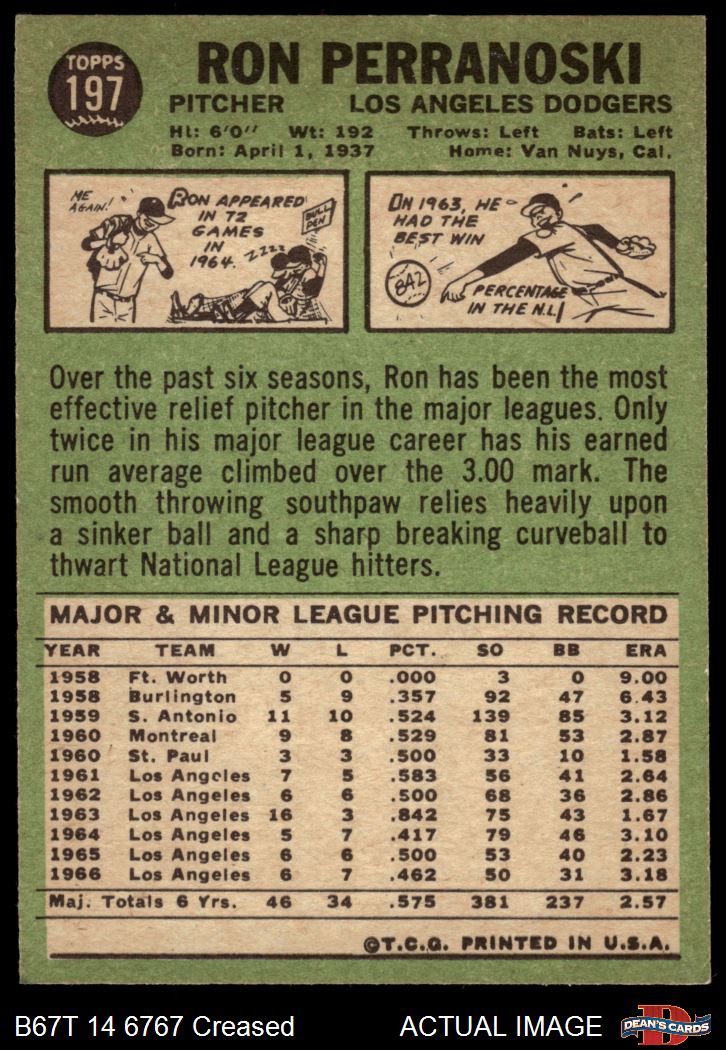 TOPPS
197
RON PERRANOSKI
PITCHER LOS ANGELES DODGERS
Ht: 6'0" Wt: 192 Throws: Left Bats: Left
Born: April 1, 1937 Home: Van Nuys, Cal.
ME AGAIN!
RON APPEARED
IN 72
GAMES
IN
1964.
ZZZZ
BULL
PEN
IN 1963, HE
HAD THE
BEST WIN
842
PERCENTAGE
IN THE N.L.
Over the past six seasons, Ron has been the most
effective relief pitcher in the major leagues. Only
twice in his major league career has his earned
run average climbed over the 3.00 mark. The
smooth throwing southpaw relies heavily upon
a sinker ball and a sharp breaking curveball to
thwart National League hitters.
MAJOR & MINOR LEAGUE PITCHING RECORD
YEAR TEAM W L PCT. SO BB ERA
1958 Ft. Worth 0 0 .000 3 0 9.00
1958 Burlington 5 9 .357 92 47 6.43
1959 S. Antonio 11 10 .524 139 85 3.12
1960 Montreal 9 8 .529 81 53 2.87
1960 St. Paul 3 3 .500 33 10 1.58
1961 Los Angeles 7 5 .583 56 41 2.64
1962 Los Angeles 6 6 .500 68 36 2.86
1963 Los Angeles 16 3 .842 75 43 1.67
1964 Los Angeles 5 7 .417 79 46 3.10
1965 Los Angeles 6 6 .500 53 40 2.23
1966 Los Angeles 6 7 .462 50 31 3.18
Maj. Totals 6 Yrs. 46 34 .575 381 237 2.57
©T.C.G. PRINTED IN U.S.A.
B67T 14 6767 Creased ACTUAL IMAGE
DEAN'S CARDS